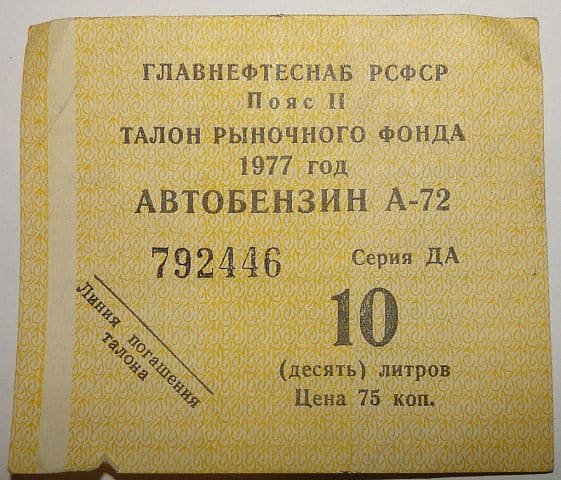 ГЛАВНЕФТЕСНАБ РСФСР
Пояс II
ТАЛОН РЫНОЧНОГО ФОНДА
1977 год
АВТОБЕНЗИН А-72
792446 Серия ДА
10
(десять) литров
Цена 75 коп.
Линия погашения
талона